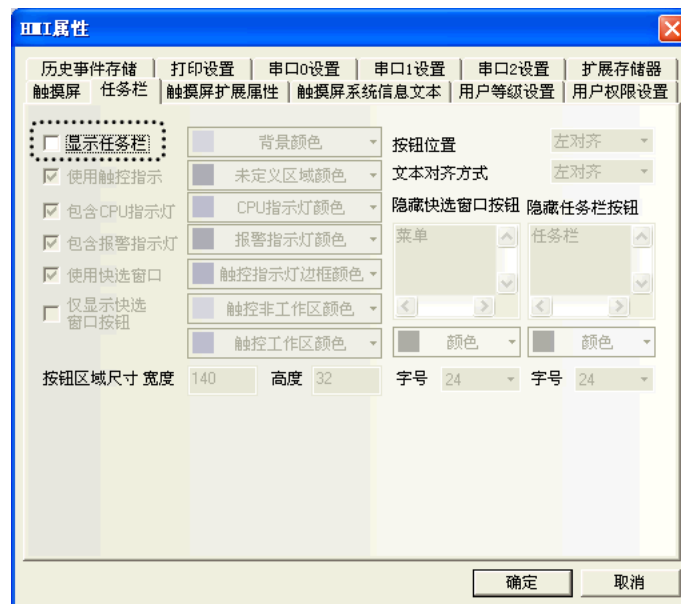 HMI属性
历史事件存储 打印设置 串口0设置 串口1设置 串口2设置 扩展存储器
触摸屏 任务栏 触摸屏扩展属性 触摸屏系统信息文本 用户等级设置 用户权限设置
显示任务栏 背景颜色 按钮位置 左对齐
使用触控指示 未定义区域颜色 文本对齐方式 左对齐
包含CPU指示灯 CPU指示灯颜色 隐藏快选窗口按钮 隐藏任务栏按钮
包含报警指示灯 报警指示灯颜色 菜单 任务栏
使用快选窗口 触控指示灯边框颜色
仅显示快选 触控非工作区颜色
窗口按钮
触控工作区颜色 颜色 颜色
按钮区域尺寸 宽度 140 高度 32 字号 24 字号 24
确定 取消